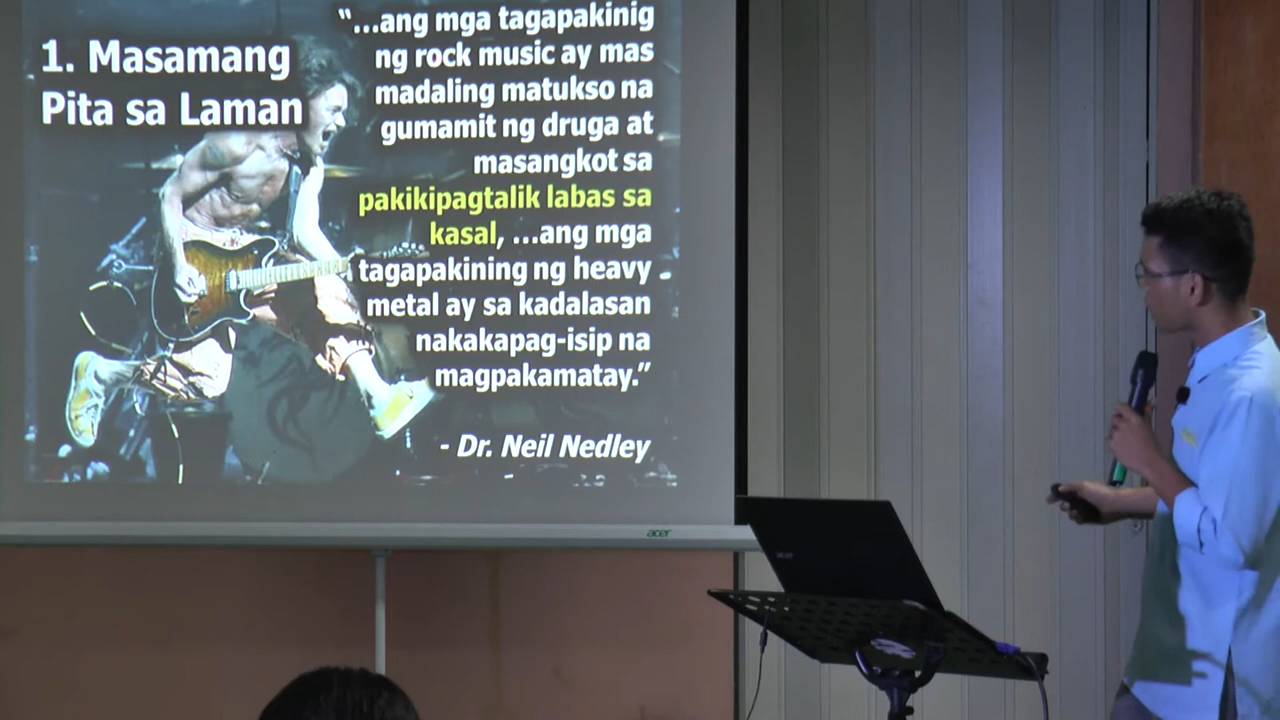 1. Masamang
Pita sa Laman
“...ang mga tagapakinig
ng rock music ay mas
madaling matukso na
gumamit ng druga at
masangkot sa
pakikipagtalik labas sa
kasal, ...ang mga
tagapakining ng heavy
metal ay sa kadalasan
nakakapag-isip na
magpakamatay.”
- Dr. Neil Nedley
acer
acer